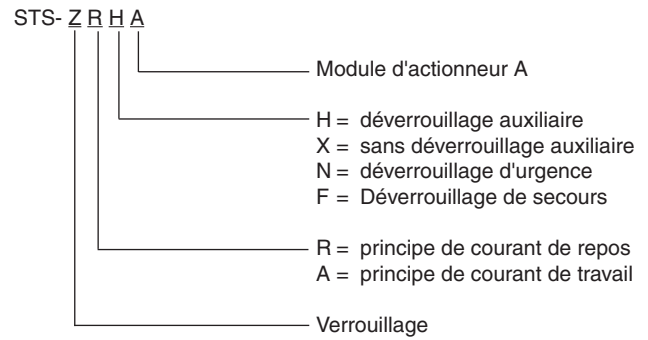 STS- Z R H A
Module d'actionneur A
H = déverrouillage auxiliaire
X = sans déverrouillage auxiliaire
N = déverrouillage d'urgence
F = Déverrouillage de secours
R = principe de courant de repos
A = principe de courant de travail
Verrouillage